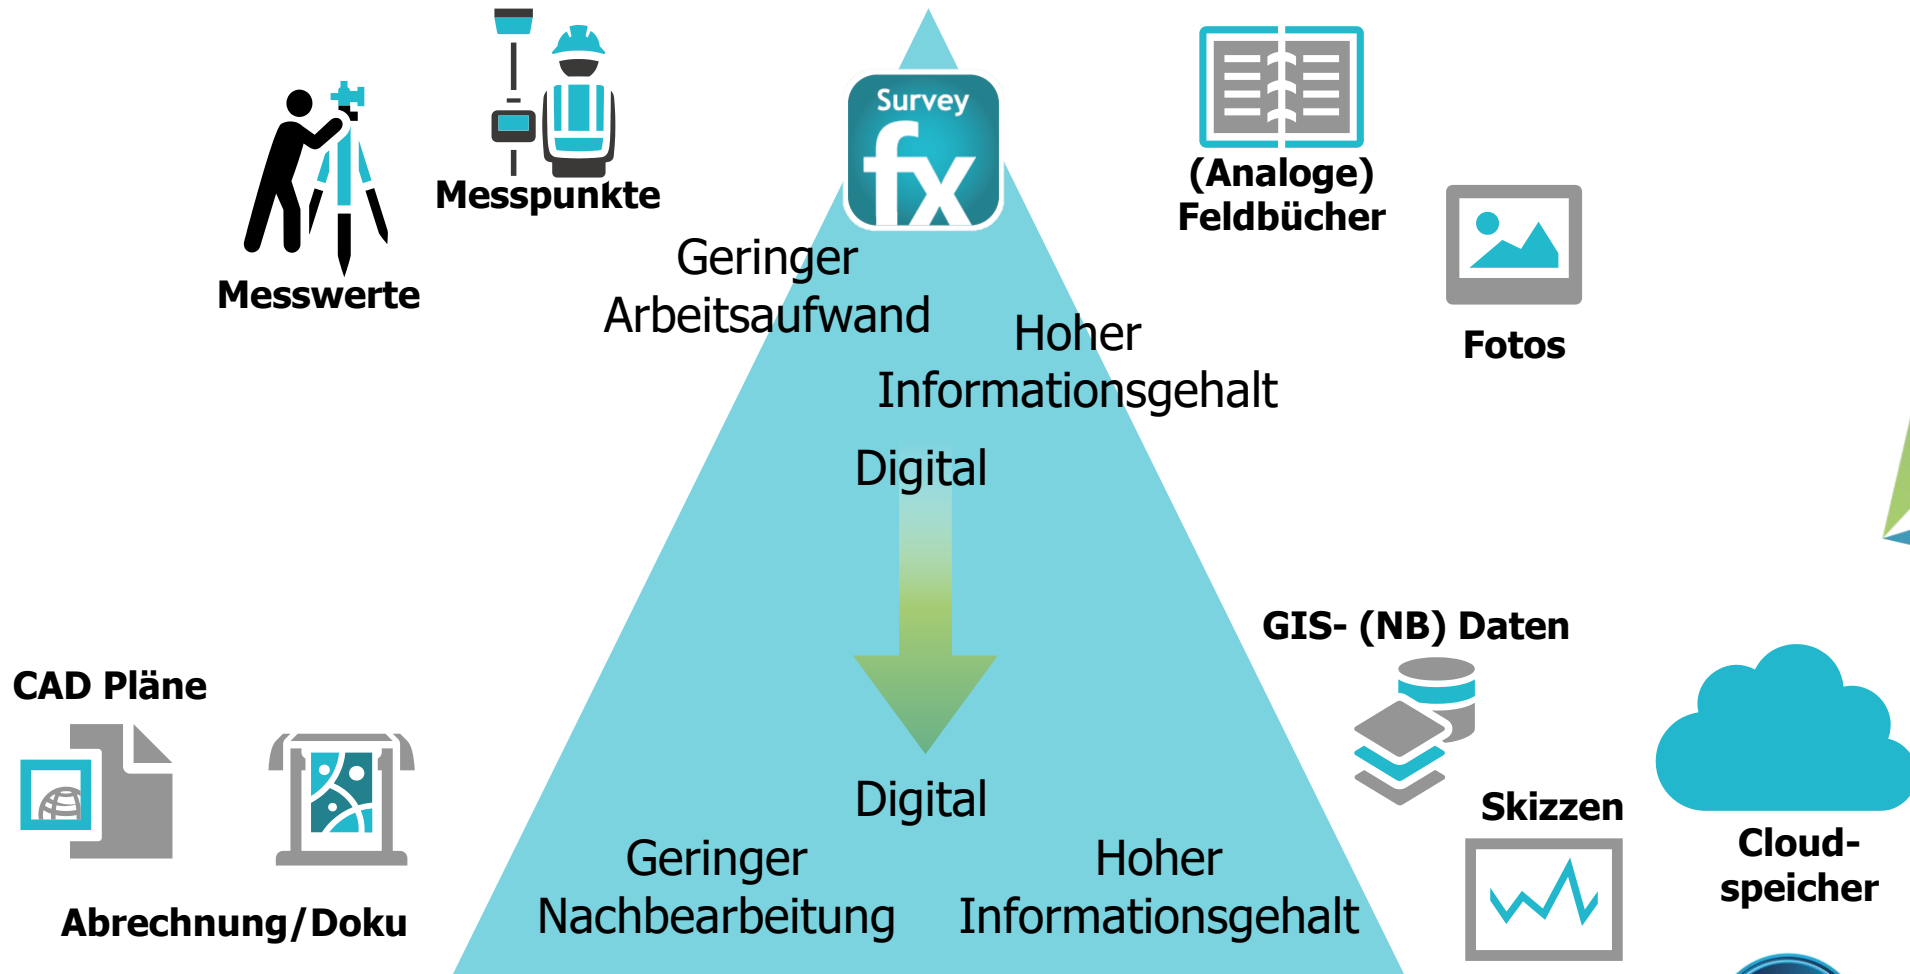 Survey
fx
Messpunkte
Messwerte
(Analoge)
Feldbücher
Fotos
Geringer
Arbeitsaufwand
Hoher
Informationsgehalt
Digital
GIS- (NB) Daten
CAD Pläne
Abrechnung/Doku
Digital
Geringer
Nachbearbeitung
Hoher
Informationsgehalt
Skizzen
Cloud-
speicher